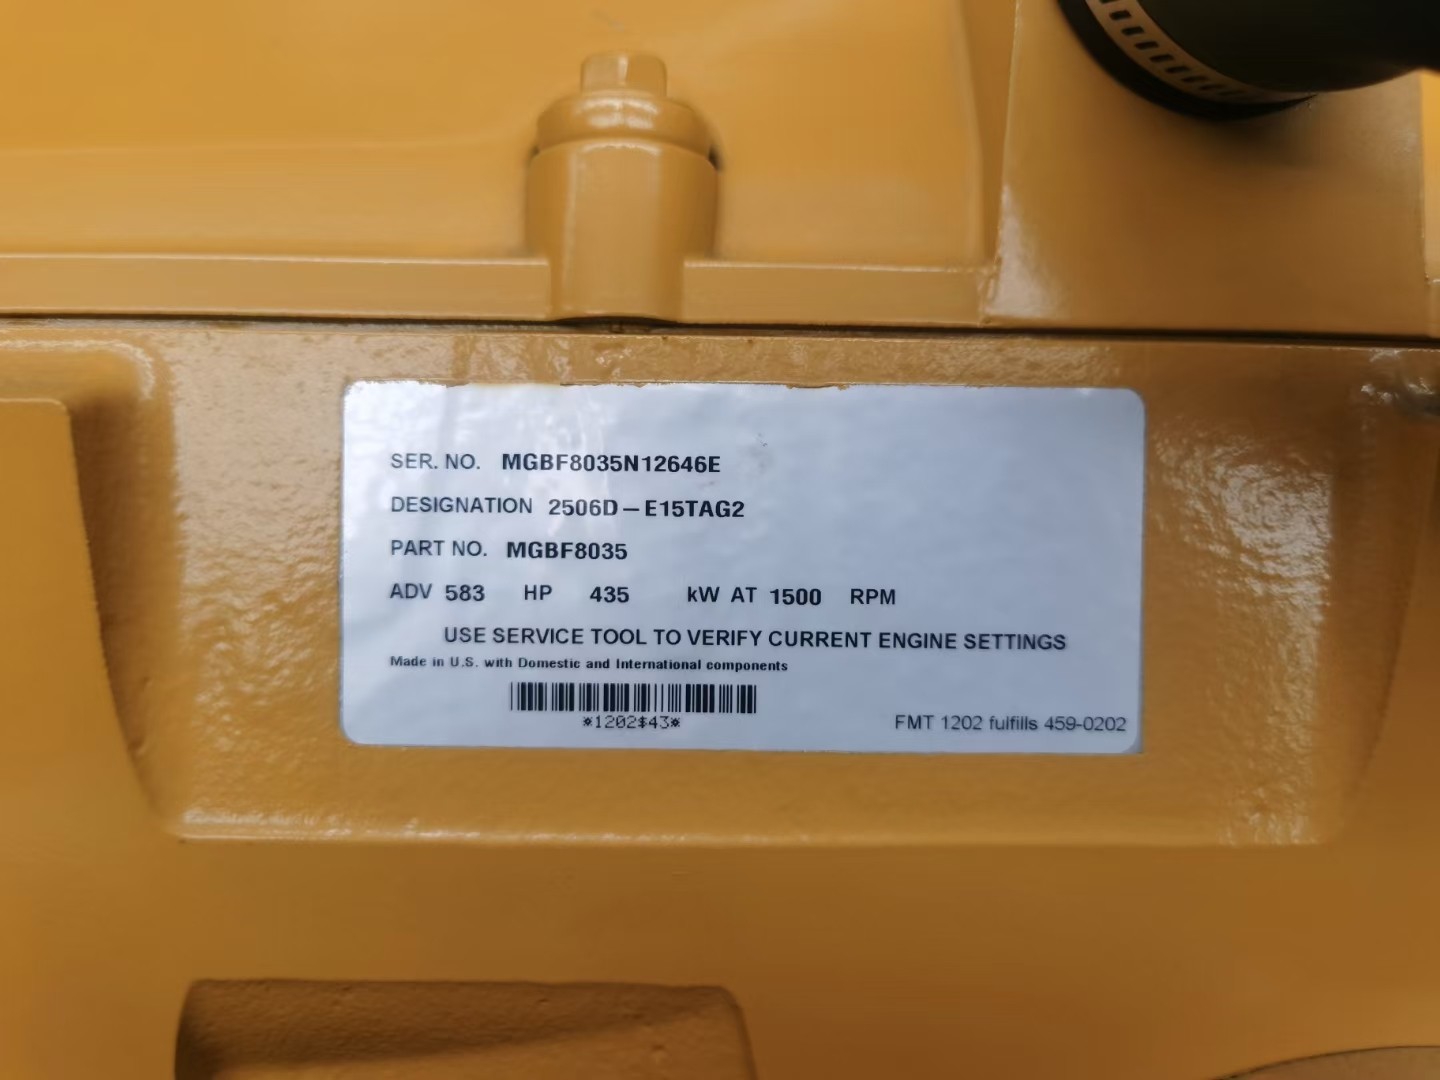 SER. NO. MGBF8035N12646E
DESIGNATION 2506D-E15TAG2
PART NO. MGBF8035
ADV 583 HP 435 kW AT 1500 RPM
USE SERVICE TOOL TO VERIFY CURRENT ENGINE SETTINGS
Made in U.S. with Domestic and International components
*1202$43*
FMT 1202 fulfills 459-0202